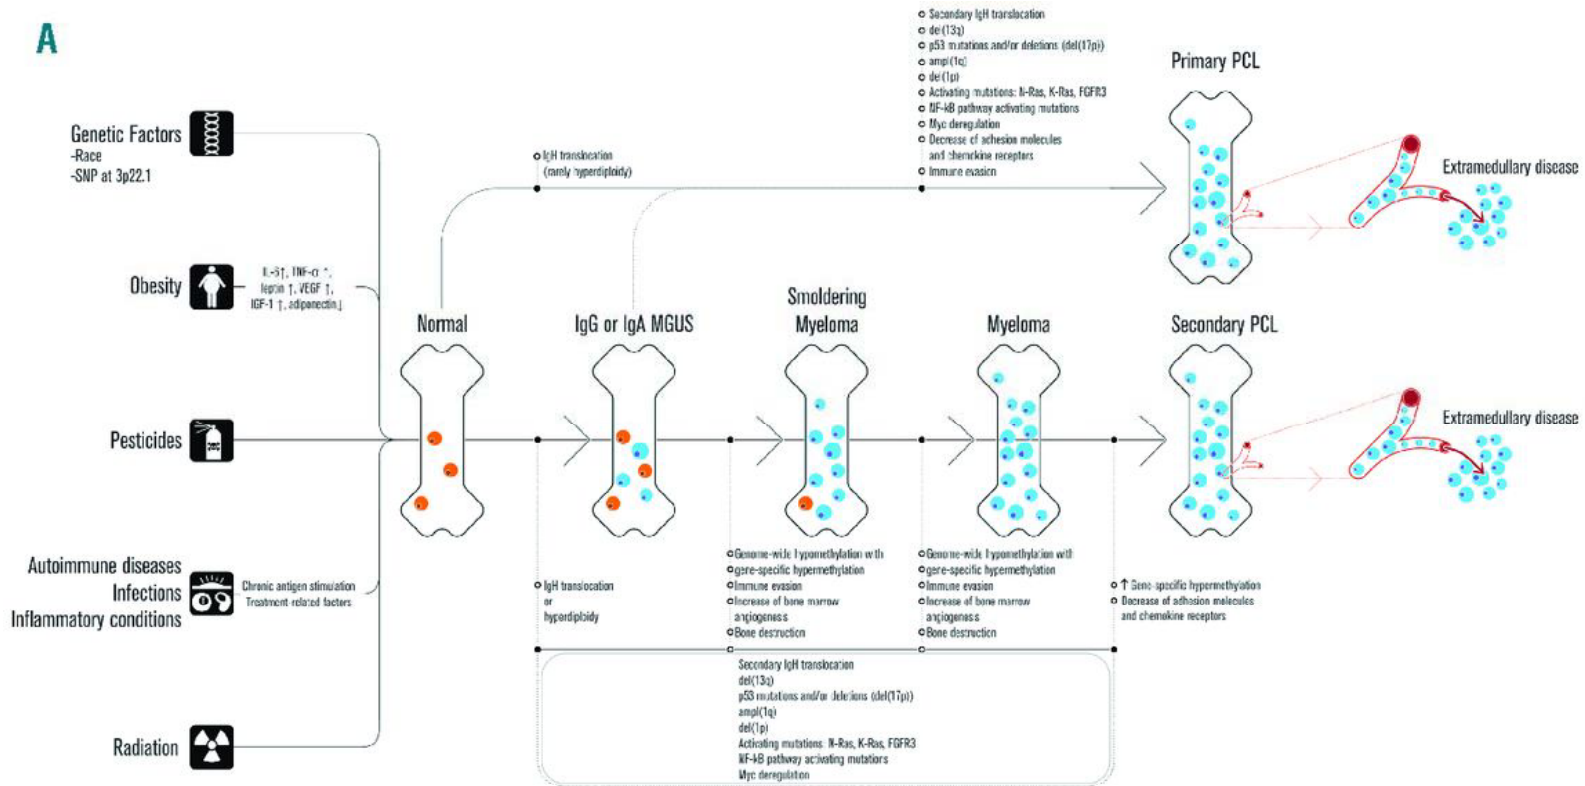 A
Genetic Factors
-Race
-SNP at 3p22.1
Obesity
IL-6↑, TNF-α ↑,
leptin ↑, VEGF ↑,
IGF-1 ↑, adiponectin↓
Pesticides
Autoimmune diseases
Infections
Inflammatory conditions
Chronic antigen stimulation
Treatment-related factors
Radiation
IgH translocation
(rarely hyperdiploidy)
Secondary IgH translocation
del(13q)
p53 mutations and/or deletions (del(17p))
ampl(1q)
del(1p)
Activating mutations: N-Ras, K-Ras, FGFR3
NF-kB pathway activating mutations
Myc deregulation
Decrease of adhesion molecules
and chemokine receptors
Immune evasion
Primary PCL
Extramedullary disease
Normal
IgG or IgA MGUS
Smoldering
Myeloma
Myeloma
Secondary PCL
Extramedullary disease
IgH translocation
or
hyperdiploidy
Genome-wide hypomethylation with
gene-specific hypermethylation
Immune evasion
Increase of bone marrow
angiogenesis
Bone destruction
Genome-wide hypomethylation with
gene-specific hypermethylation
Immune evasion
Increase of bone marrow
angiogenesis
Bone destruction
↑ Gene-specific hypermethylation
Decrease of adhesion molecules
and chemokine receptors
Secondary IgH translocation
del(13q)
p53 mutations and/or deletions (del(17p))
ampl(1q)
del(1p)
Activating mutations: N-Ras, K-Ras, FGFR3
NF-kB pathway activating mutations
Myc deregulation